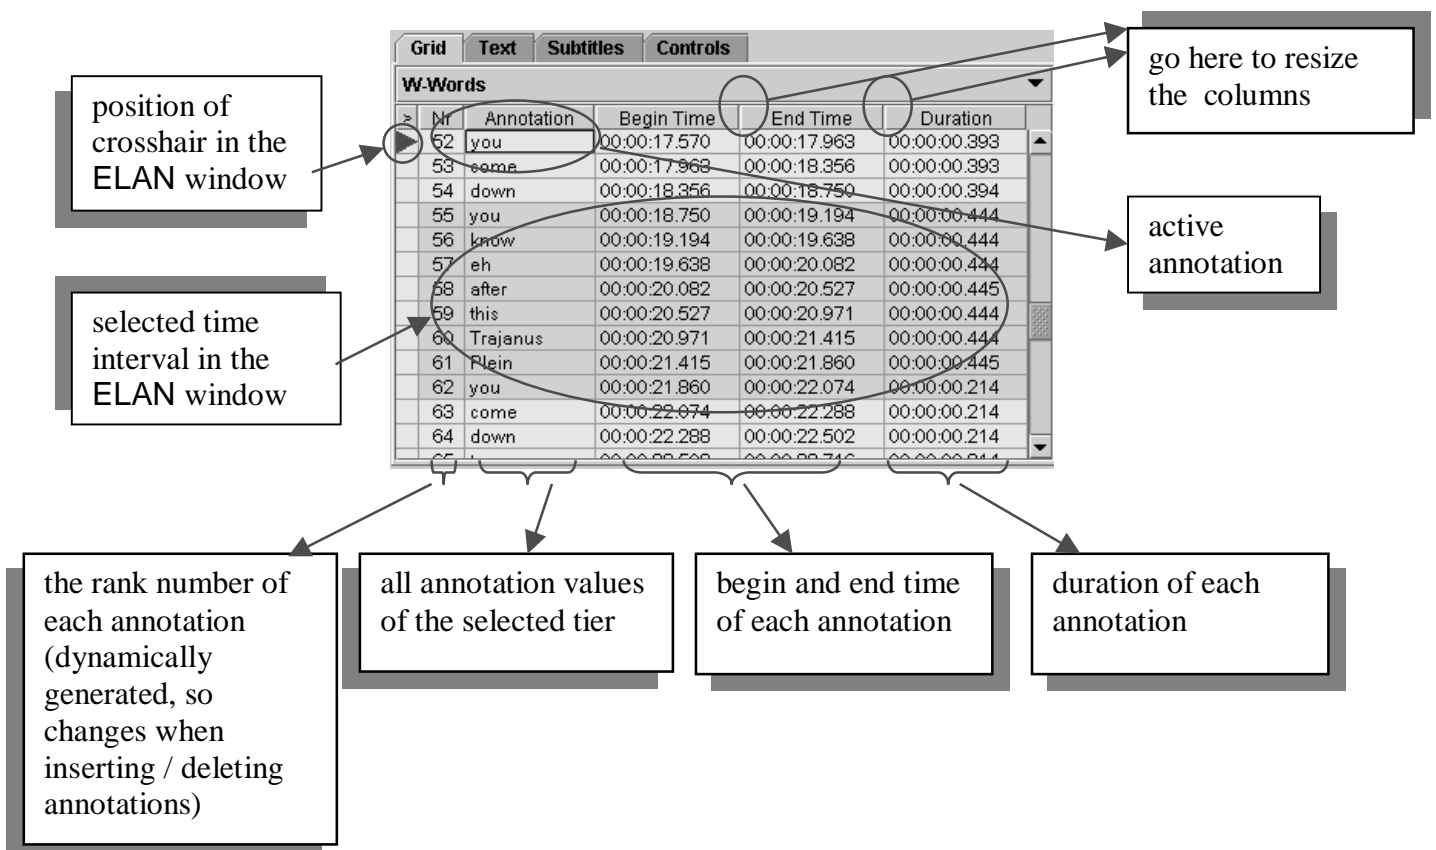 Grid Text Subtitles Controls
W-Words
> Nr Annotation Begin Time End Time Duration
52 you 00:00:17.570 00:00:17.963 00:00:00.393
53 come 00:00:17.963 00:00:18.356 00:00:00.393
54 down 00:00:18.356 00:00:18.750 00:00:00.394
55 you 00:00:18.750 00:00:19.194 00:00:00.444
56 know 00:00:19.194 00:00:19.638 00:00:00.444
57 eh 00:00:19.638 00:00:20.082 00:00:00.444
58 after 00:00:20.082 00:00:20.527 00:00:00.445
59 this 00:00:20.527 00:00:20.971 00:00:00.444
60 Trajanus 00:00:20.971 00:00:21.415 00:00:00.444
61 Plein 00:00:21.415 00:00:21.860 00:00:00.445
62 you 00:00:21.860 00:00:22.074 00:00:00.214
63 come 00:00:22.074 00:00:22.288 00:00:00.214
64 down 00:00:22.288 00:00:22.502 00:00:00.214
position of
crosshair in the
ELAN window
selected time
interval in the
ELAN window
go here to resize
the columns
active
annotation
the rank number of
each annotation
(dynamically
generated, so
changes when
inserting / deleting
annotations)
all annotation values
of the selected tier
begin and end time
of each annotation
duration of each
annotation